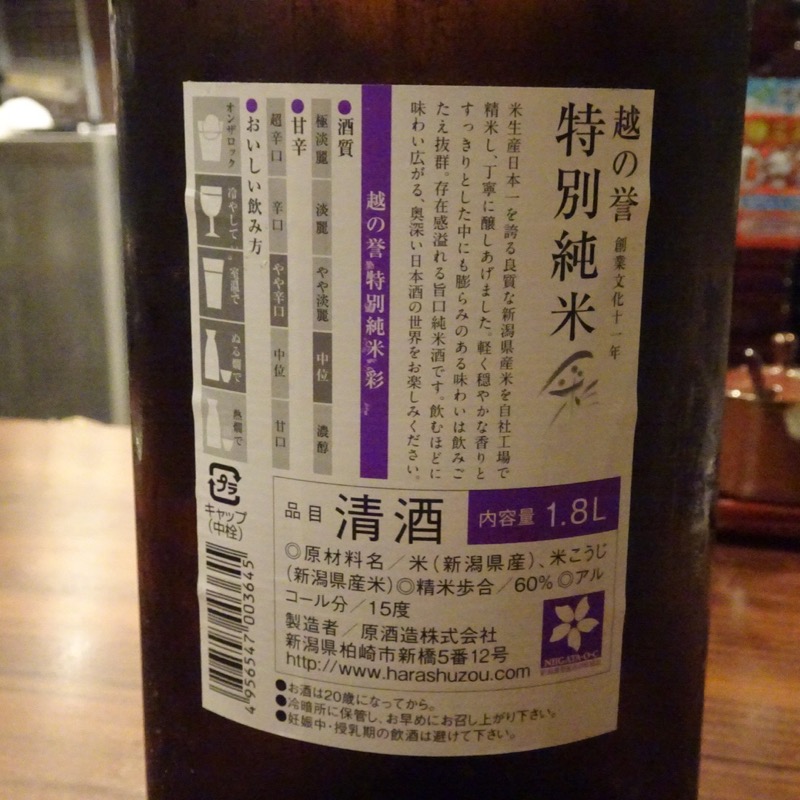 越の誉 創業文化十一年
特別純米 彩
米生産日本一を誇る良質な新潟県産米を自社工場で
精米し、丁寧に醸しあげました。軽く穏やかな香りと
すっきりとした中にも膨らみのある味わいは飲みご
たえ抜群。存在感溢れる旨口純米酒です。飲むほどに
味わい広がる、奥深い日本酒の世界をお楽しみください。
越の誉 特別純米 彩
●酒質
極淡麗 淡麗 やや淡麗 中位 濃醇
●甘辛
超辛口 辛口 やや辛口 中位 甘口
●おいしい飲み方
オンザロック 冷やして 室温で ぬる燗で 熱燗で
プラ
キャップ
(中栓)
品目 清酒 内容量 1.8L
◎原材料名/米(新潟県産)、米こうじ
(新潟県産米)◎精米歩合/60%◎アル
コール分/15度
製造者/原酒造株式会社
新潟県柏崎市新橋5番12号
http://www.harashuzou.com
NIIGATA・O・C
●お酒は20歳になってから。
●冷暗所に保管し、お早めにお召し上がり下さい。
●妊娠中・授乳期の飲酒は避けて下さい。
4956547003645